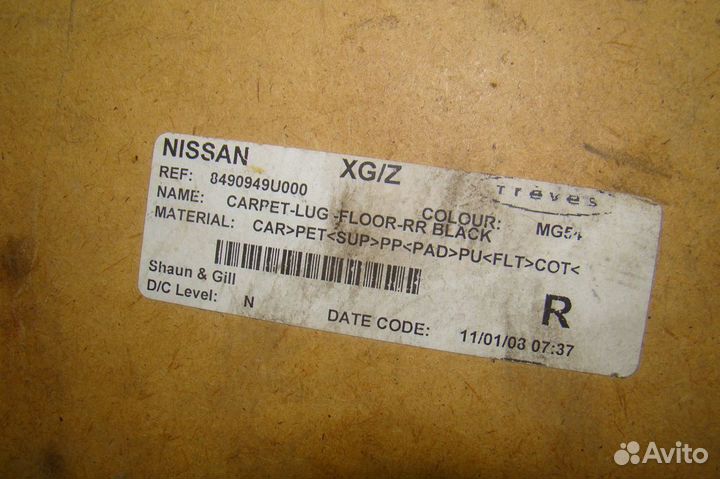 NISSAN XG/Z Treves
REF: 8490949U000 COLOUR: MG54
NAME: CARPET-LUG -FLOOR-RR BLACK
MATERIAL: CAR>PET<SUP>PP<PAD>PU<FLT>COT<
Shaun & Gill
D/C Level: N R
DATE CODE: 11/01/08 07:37
Avito